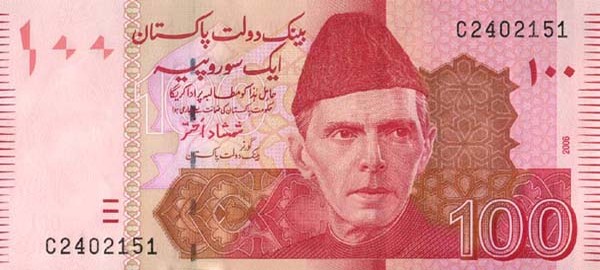 بینک دولت پاکستان
C2402151
۱۰۰
ایک سو روپیہ
۱۰۰
حامل ہذا کو مطالبہ پر ادا کریگا
حکومت پاکستان کی ضمانت سے جاری ہوا
شمشاد اختر
گورنر
بینک دولت پاکستان
2006
C2402151
100